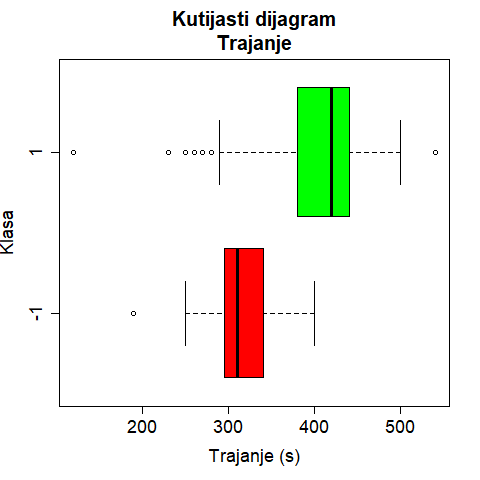 Kutijasti dijagram
Trajanje
1
Klasa
-1
200 300 400 500
Trajanje (s)